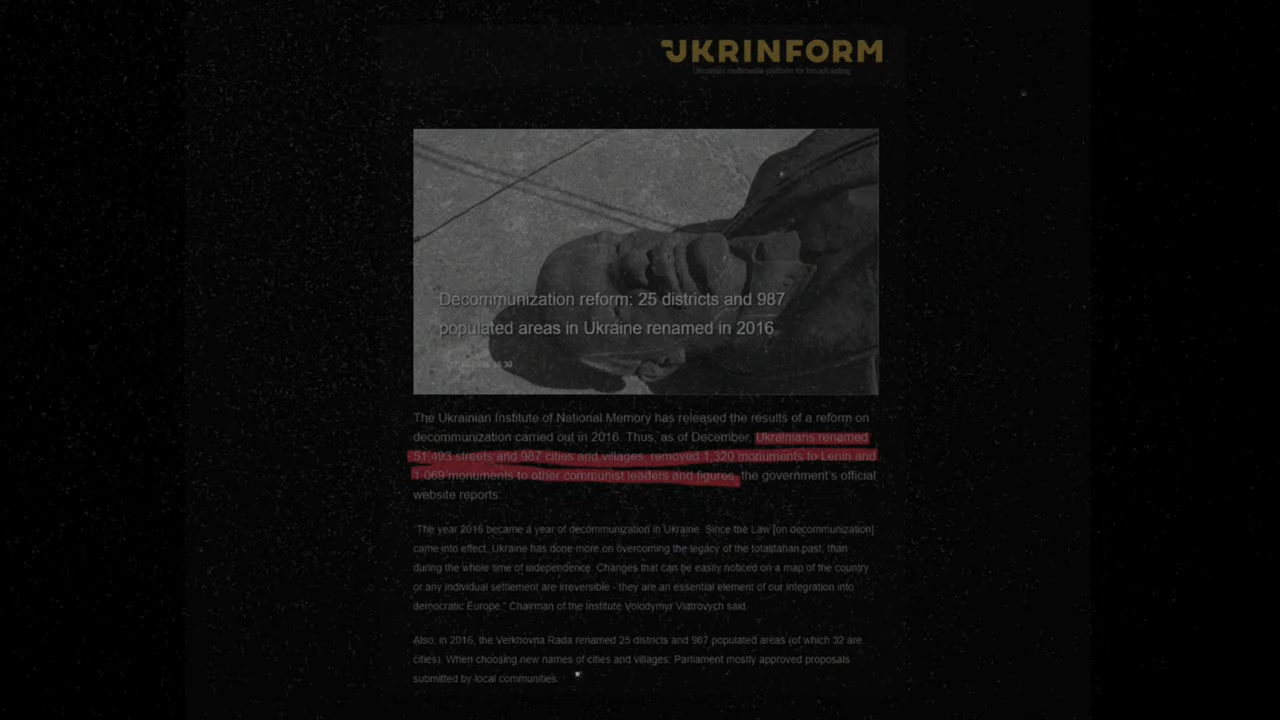 UKRINFORM
Ukrainian multimedia platform for broadcasting
Decommunization reform: 25 districts and 987
populated areas in Ukraine renamed in 2016
The Ukrainian Institute of National Memory has released the results of a reform on
decommunization carried out in 2016. Thus, as of December, Ukrainians renamed
51,493 streets and 987 cities and villages, removed 1,320 monuments to Lenin and
1,069 monuments to other communist leaders and figures, the government's official
website reports.
"The year 2016 became a year of decommunization in Ukraine. Since the Law [on decommunization]
came into effect, Ukraine has done more on overcoming the legacy of the totalitarian past, than
during the whole time of independence. Changes that can be easily noticed on a map of the country
or any individual settlement are irreversible - they are an essential element of our integration into
democratic Europe," Chairman of the Institute Volodymyr Viatrovych said.
Also, in 2016, the Verkhovna Rada renamed 25 districts and 987 populated areas (of which 32 are
cities). When choosing new names of cities and villages, Parliament mostly approved proposals
submitted by local communities.